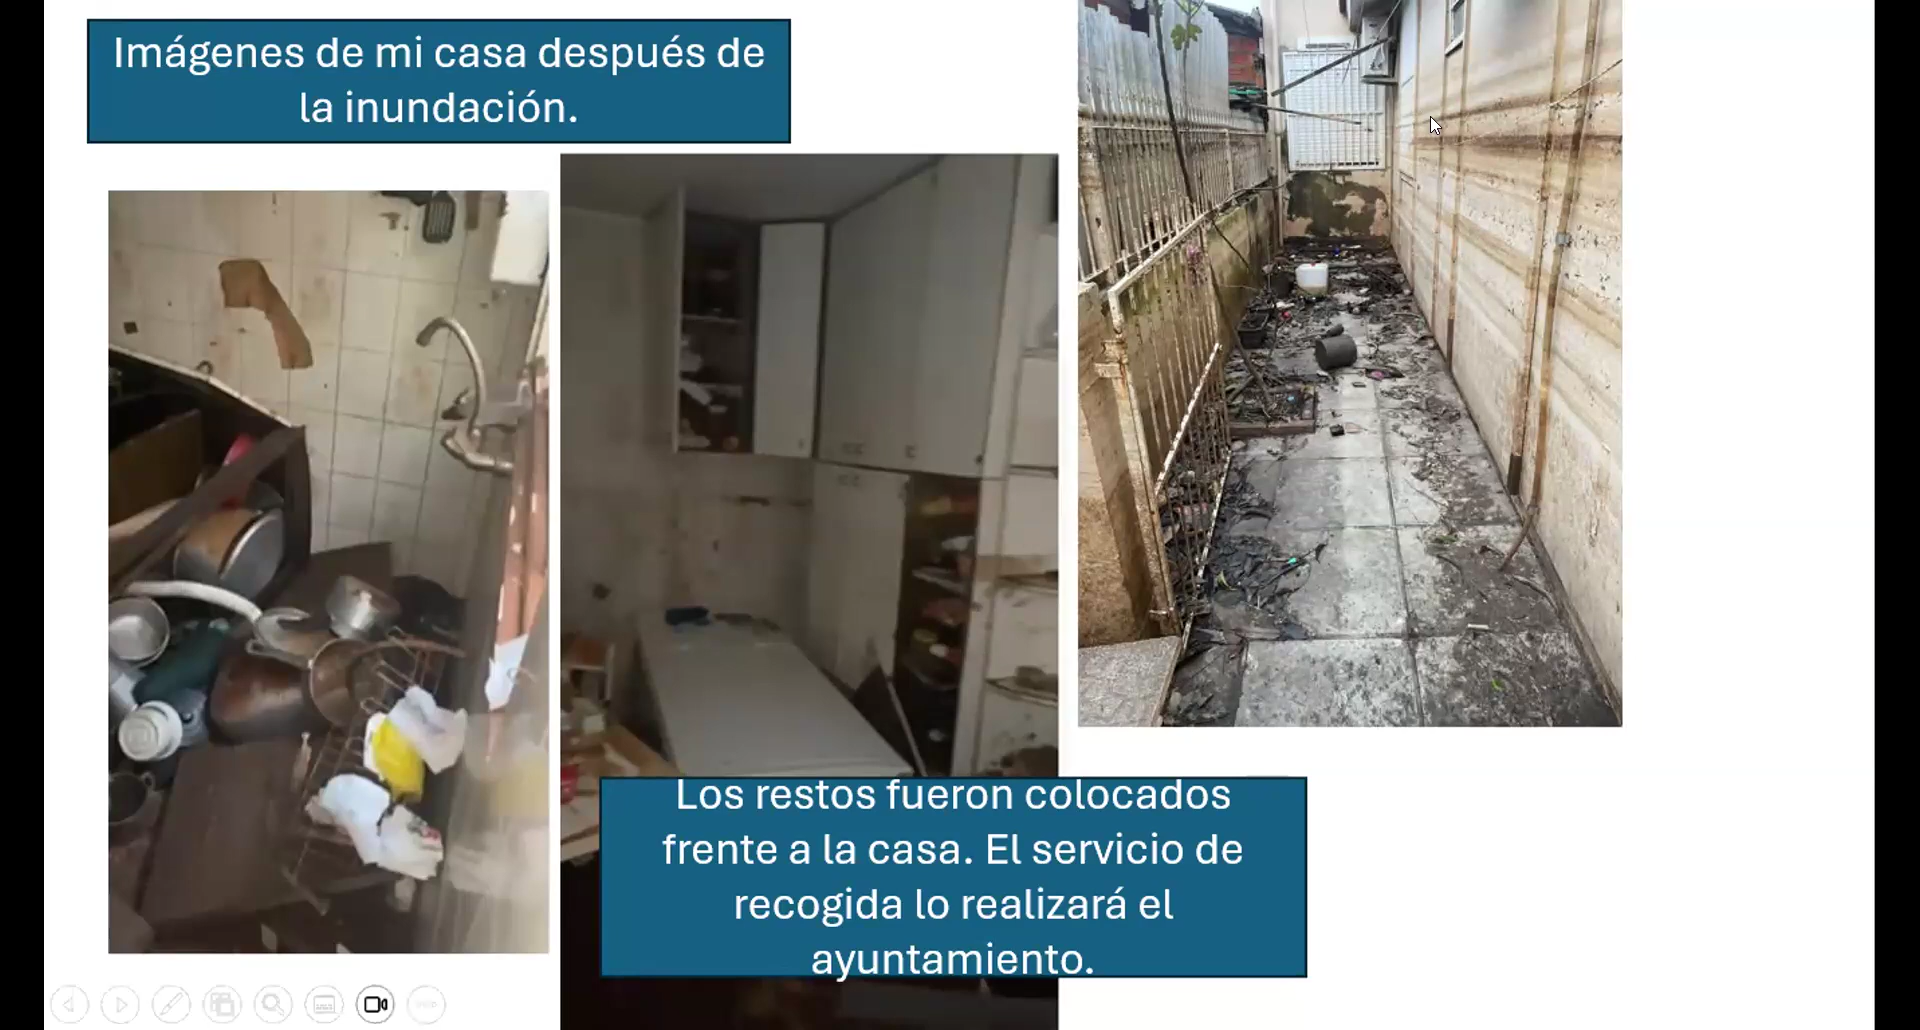 Imágenes de mi casa después de
la inundación.
Los restos fueron colocados
frente a la casa. El servicio de
recogida lo realizará el
ayuntamiento.